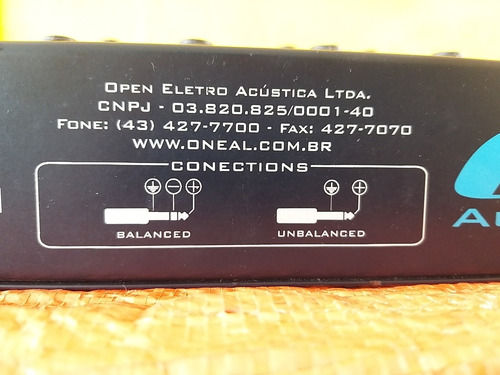 Open Eletro Acústica Ltda.
CNPJ - 03.820.825/0001-40
Fone: (43) 427-7700 - Fax: 427-7070
www.oneal.com.br
CONECTIONS
BALANCED
UNBALANCED